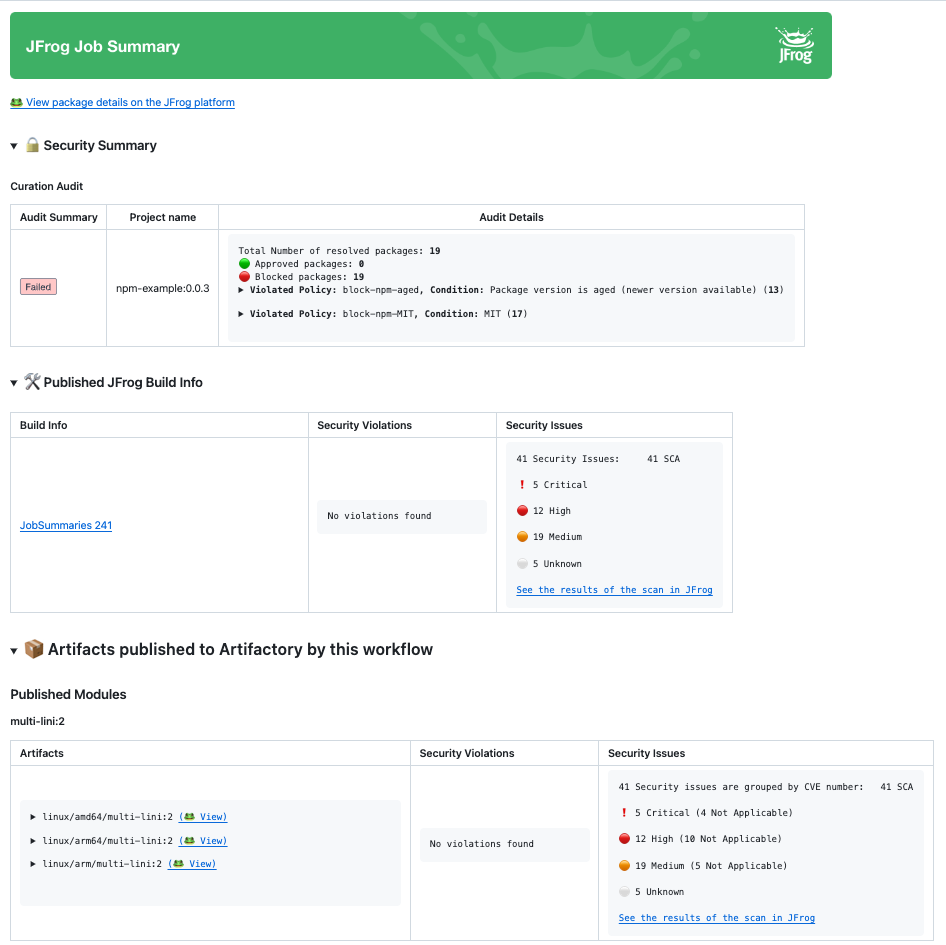 JFrog Job Summary
JFrog
View package details on the JFrog platform
Security Summary
Curation Audit
Audit Summary Project name Audit Details
Failed
npm-example:0.0.3
Total Number of resolved packages: 19
Approved packages: 0
Blocked packages: 19
Violated Policy: block-npm-aged, Condition: Package version is aged (newer version available) (13)
Violated Policy: block-npm-MIT, Condition: MIT (17)
Published JFrog Build Info
Build Info Security Violations Security Issues
JobSummaries 241
No violations found
41 Security Issues: 41 SCA
5 Critical
12 High
19 Medium
5 Unknown
See the results of the scan in JFrog
Artifacts published to Artifactory by this workflow
Published Modules
multi-lini:2
Artifacts Security Violations Security Issues
linux/amd64/multi-lini:2 (View)
linux/arm64/multi-lini:2 (View)
linux/arm/multi-lini:2 (View)
No violations found
41 Security issues are grouped by CVE number: 41 SCA
5 Critical (4 Not Applicable)
12 High (10 Not Applicable)
19 Medium (5 Not Applicable)
5 Unknown
See the results of the scan in JFrog